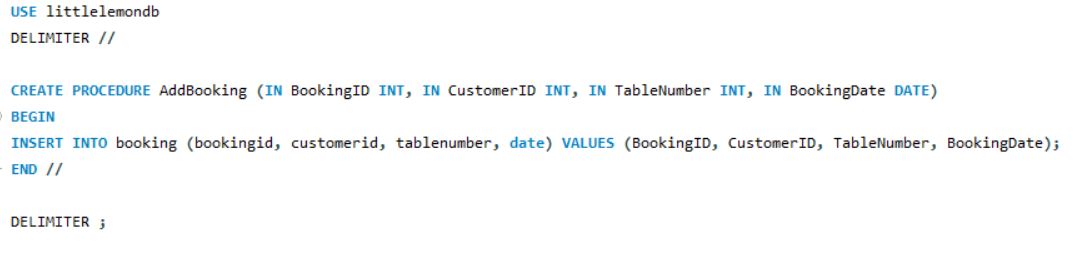 USE littlelemondb
DELIMITER //
CREATE PROCEDURE AddBooking (IN BookingID INT, IN CustomerID INT, IN TableNumber INT, IN BookingDate DATE)
BEGIN
INSERT INTO booking (bookingid, customerid, tablenumber, date) VALUES (BookingID, CustomerID, TableNumber, BookingDate);
END //
DELIMITER ;